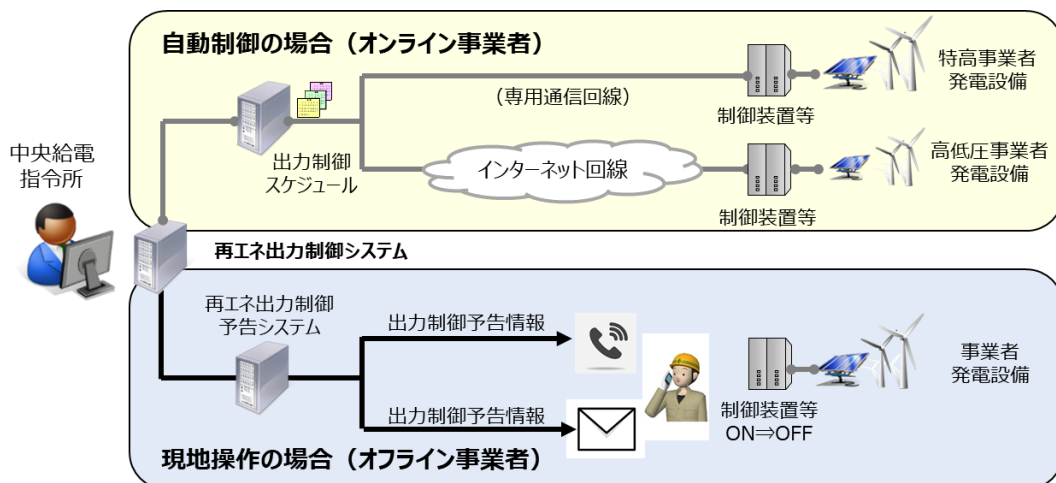 自動制御の場合（オンライン事業者）
特高事業者
発電設備
（専用通信回線）
制御装置等
中央給電
指令所
出力制御
スケジュール
インターネット回線
高低圧事業者
発電設備
制御装置等
再エネ出力制御システム
再エネ出力制御
予告システム
出力制御予告情報
事業者
発電設備
出力制御予告情報
制御装置等
ON⇒OFF
現地操作の場合（オフライン事業者）